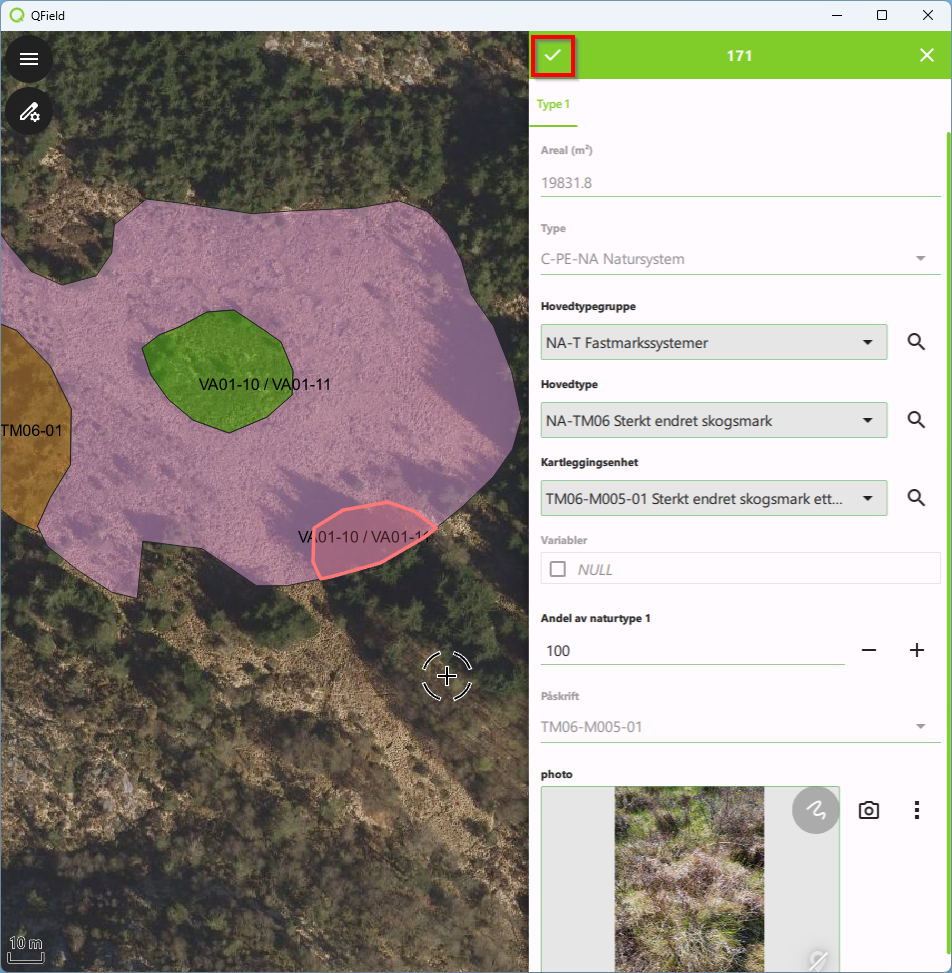 QField
171
Type 1
Areal (m²)
19831.8
Type
C-PE-NA Natursystem
Hovedtypegruppe
NA-T Fastmarkssystemer
Hovedtype
NA-TM06 Sterkt endret skogsmark
Kartleggingsenhet
TM06-M005-01 Sterkt endret skogsmark ett...
Variabler
NULL
Andel av naturtype 1
100
Påskrift
TM06-M005-01
photo
VA01-10 / VA01-11
TM06-01
VA01-10 / VA01-11
10 m